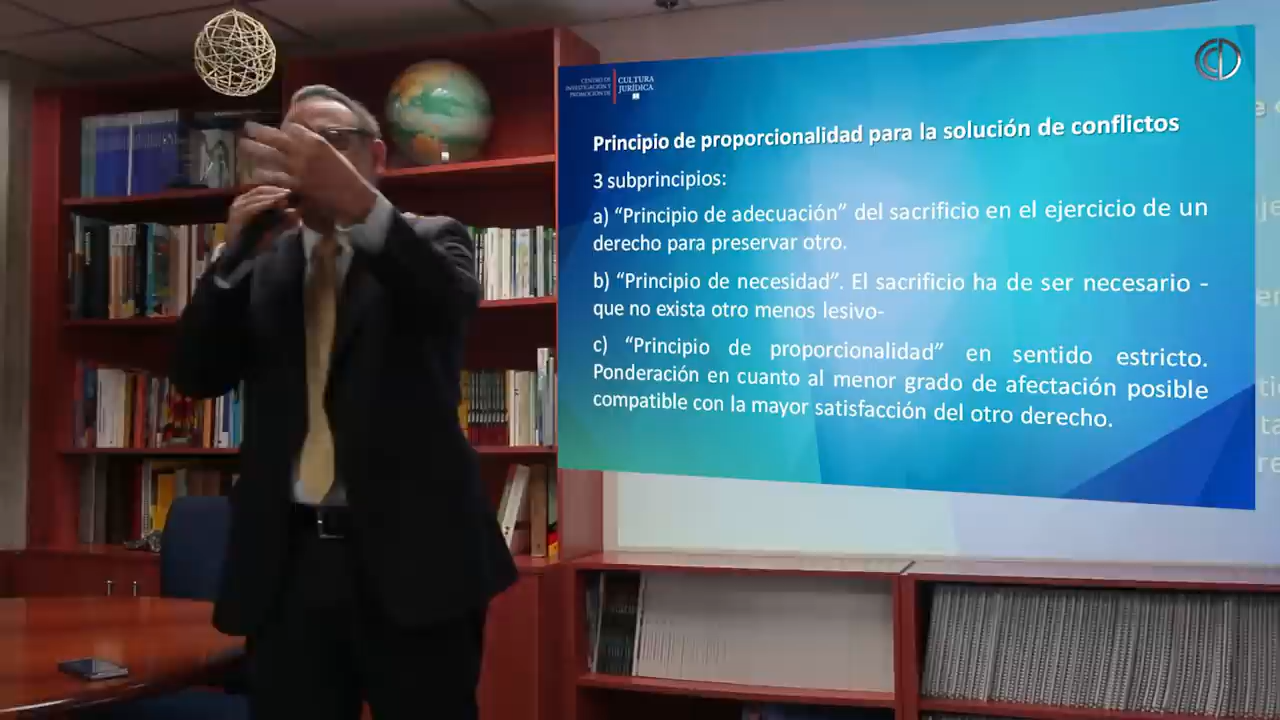 CENTRO DE
INVESTIGACIÓN Y
PROMOCIÓN DE
CULTURA
JURÍDICA
Principio de proporcionalidad para la solución de conflictos
3 subprincipios:
a) “Principio de adecuación” del sacrificio en el ejercicio de un
derecho para preservar otro.
b) “Principio de necesidad”. El sacrificio ha de ser necesario -
que no exista otro menos lesivo-
c) “Principio de proporcionalidad” en sentido estricto.
Ponderación en cuanto al menor grado de afectación posible
compatible con la mayor satisfacción del otro derecho.